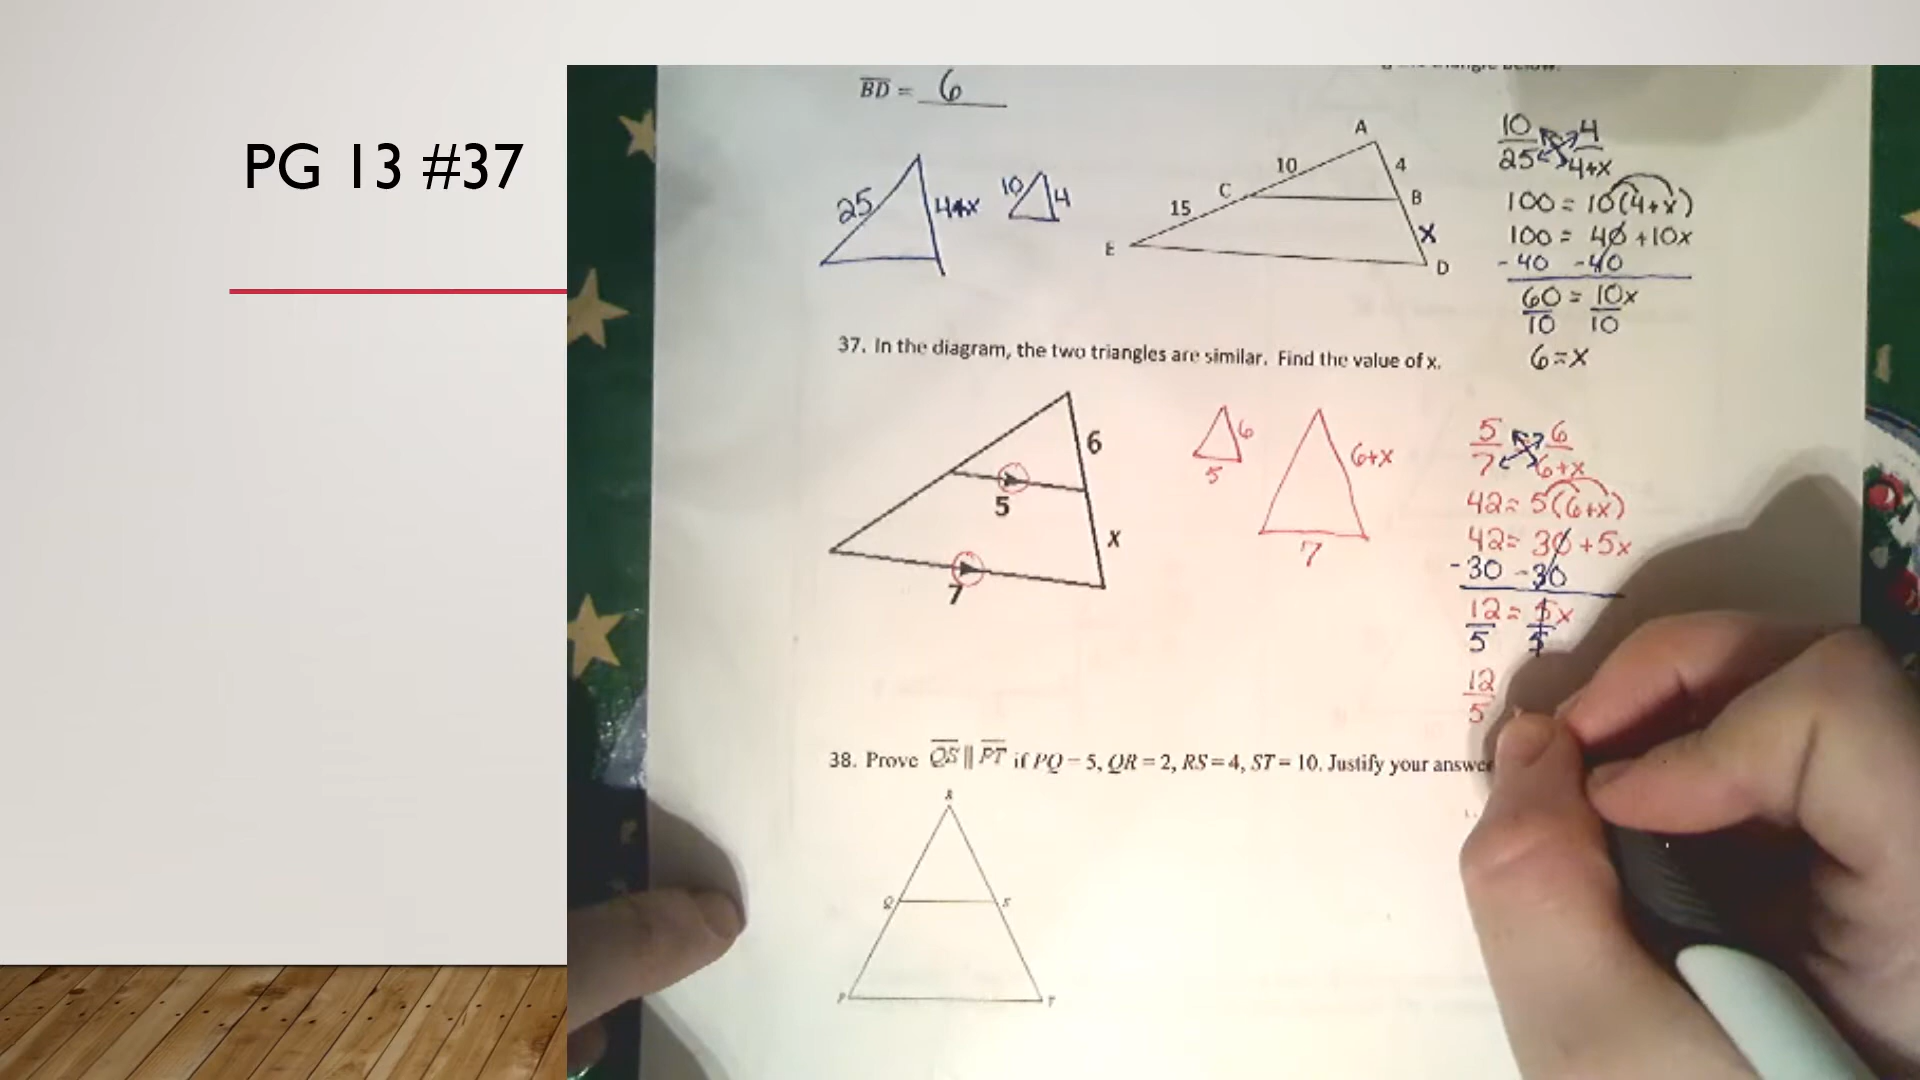 PG 13 #37
BD = 6
25
4+x
10
4
A
10
4
C
B
15
X
E
D
10 4
25 4+x
100 = 10(4+x)
100 = 40 +10x
-40 -40
60 = 10x
10 10
6=x
37. In the diagram, the two triangles are similar. Find the value of x.
6
5
x
7
6
5
6+x
7
5 6
7 6+x
42= 5(6+x)
42= 30 +5x
-30 -30
12 = 5x
5 5
12
5
38. Prove QS || PT if PQ = 5, QR = 2, RS = 4, ST = 10. Justify your
R
Q
S
P
T